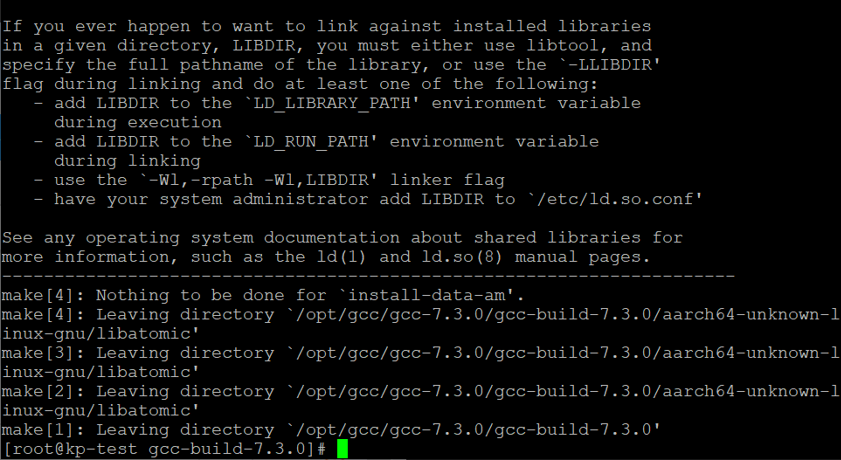 If you ever happen to want to link against installed libraries
in a given directory, LIBDIR, you must either use libtool, and
specify the full pathname of the library, or use the `-LLIBDIR'
flag during linking and do at least one of the following:
   - add LIBDIR to the `LD_LIBRARY_PATH' environment variable
     during execution
   - add LIBDIR to the `LD_RUN_PATH' environment variable
     during linking
   - use the `-Wl,-rpath -Wl,LIBDIR' linker flag
   - have your system administrator add LIBDIR to `/etc/ld.so.conf'

See any operating system documentation about shared libraries for
more information, such as the ld(1) and ld.so(8) manual pages.
----------------------------------------------------------------------
make[4]: Nothing to be done for `install-data-am'.
make[4]: Leaving directory `/opt/gcc/gcc-7.3.0/gcc-build-7.3.0/aarch64-unknown-l
inux-gnu/libatomic'
make[3]: Leaving directory `/opt/gcc/gcc-7.3.0/gcc-build-7.3.0/aarch64-unknown-l
inux-gnu/libatomic'
make[2]: Leaving directory `/opt/gcc/gcc-7.3.0/gcc-build-7.3.0/aarch64-unknown-l
inux-gnu/libatomic'
make[1]: Leaving directory `/opt/gcc/gcc-7.3.0/gcc-build-7.3.0'
[root@kp-test gcc-build-7.3.0]#